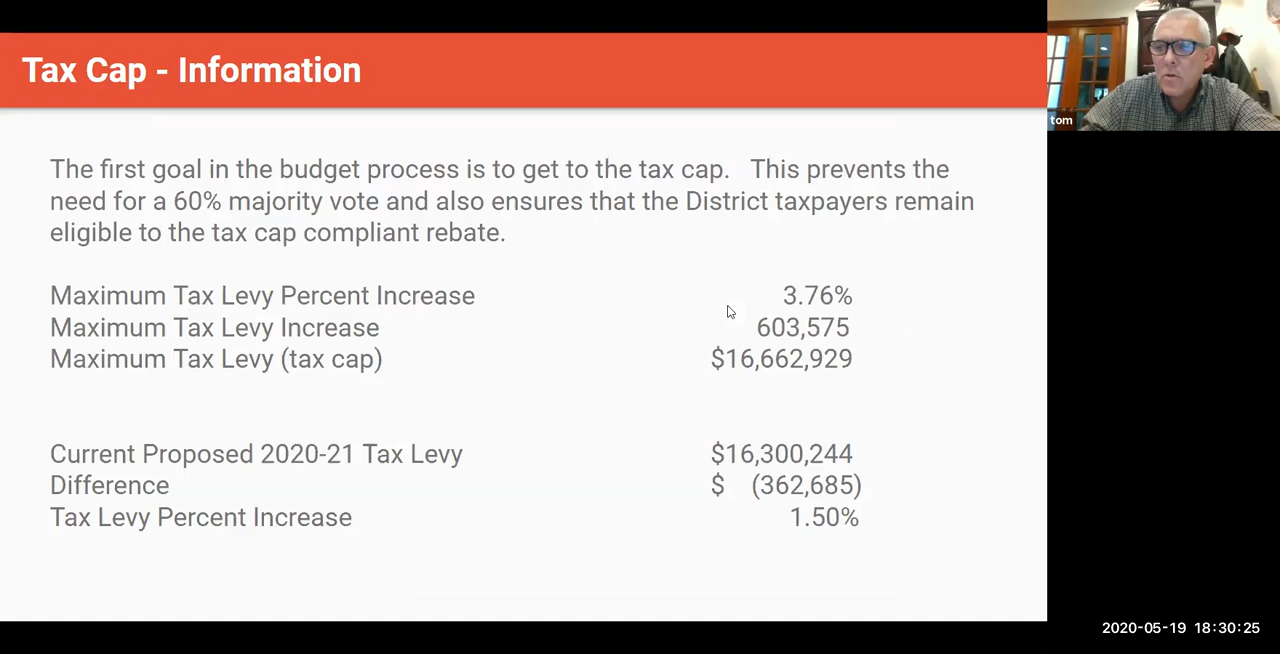 Tax Cap - Information
tom
The first goal in the budget process is to get to the tax cap. This prevents the
need for a 60% majority vote and also ensures that the District taxpayers remain
eligible to the tax cap compliant rebate.
Maximum Tax Levy Percent Increase 3.76%
Maximum Tax Levy Increase 603,575
Maximum Tax Levy (tax cap) $16,662,929
Current Proposed 2020-21 Tax Levy $16,300,244
Difference $ (362,685)
Tax Levy Percent Increase 1.50%
2020-05-19 18:30:25